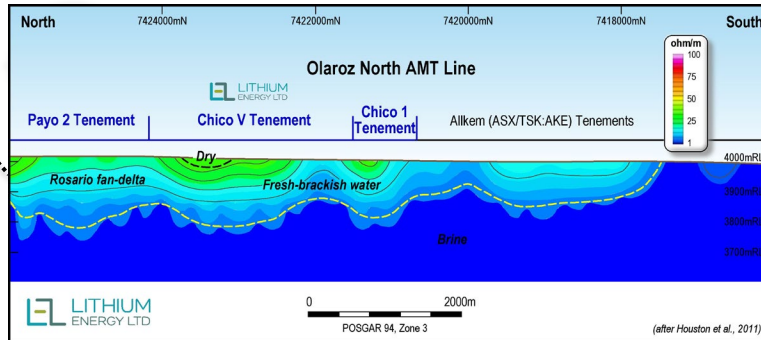 North
7424000mN
7422000mN
7420000mN
7418000mN
South
ohm/m
100
75
50
25
1
Olaroz North AMT Line
LITHIUM
ENERGY LTD
Payo 2 Tenement
Chico V Tenement
Chico 1
Tenement
Allkem (ASX/TSK:AKE) Tenements
Dry
4000mRL
Rosario fan-delta
Fresh-brackish water
3900mRL
3800mRL
Brine
3700mRL
LITHIUM
ENERGY LTD
0
2000m
POSGAR 94, Zone 3
(after Houston et al., 2011)